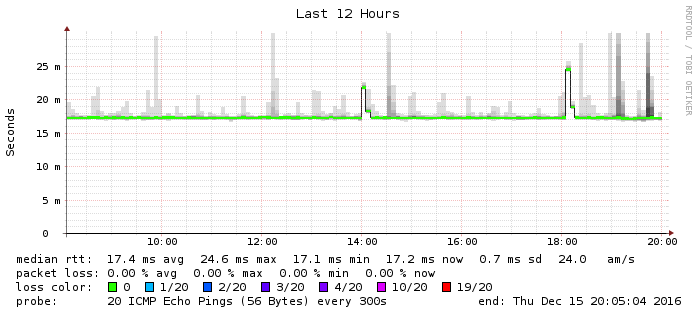 Last 12 Hours
RRDTOOL / TOBI OETIKER
Seconds
25 m
20 m
15 m
10 m
5 m
0
10:00 12:00 14:00 16:00 18:00 20:00
median rtt: 17.4 ms avg 24.6 ms max 17.1 ms min 17.2 ms now 0.7 ms sd 24.0 am/s
packet loss: 0.00 % avg 0.00 % max 0.00 % min 0.00 % now
loss color: 0 1/20 2/20 3/20 4/20 10/20 19/20
probe: 20 ICMP Echo Pings (56 Bytes) every 300s end: Thu Dec 15 20:05:04 2016